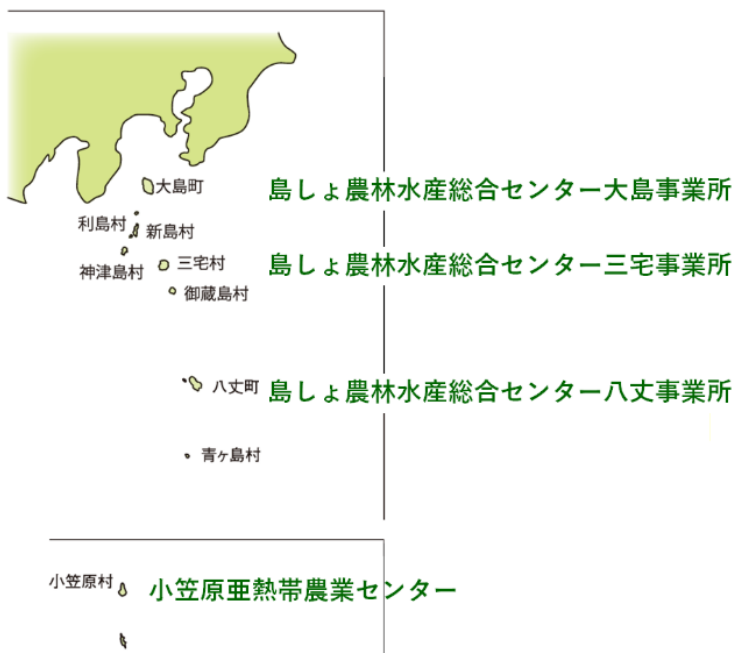 大島町
島しょ農林水産総合センター大島事業所
利島村
新島村
神津島村
三宅村
島しょ農林水産総合センター三宅事業所
御蔵島村
八丈町
島しょ農林水産総合センター八丈事業所
青ヶ島村
小笠原村
小笠原亜熱帯農業センター